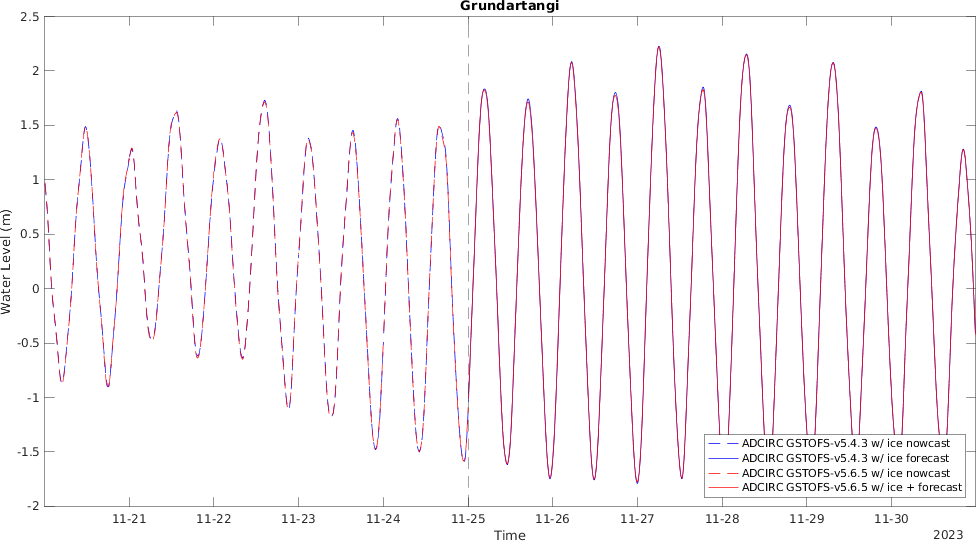 Grundartangi
2.5
2
1.5
1
0.5
0
-0.5
-1
-1.5
-2
Water Level (m)
ADCIRC GSTOFS-v5.4.3 w/ ice nowcast
ADCIRC GSTOFS-v5.4.3 w/ ice forecast
ADCIRC GSTOFS-v5.6.5 w/ ice nowcast
ADCIRC GSTOFS-v5.6.5 w/ ice + forecast
11-21 11-22 11-23 11-24 11-25 11-26 11-27 11-28 11-29 11-30
Time
2023